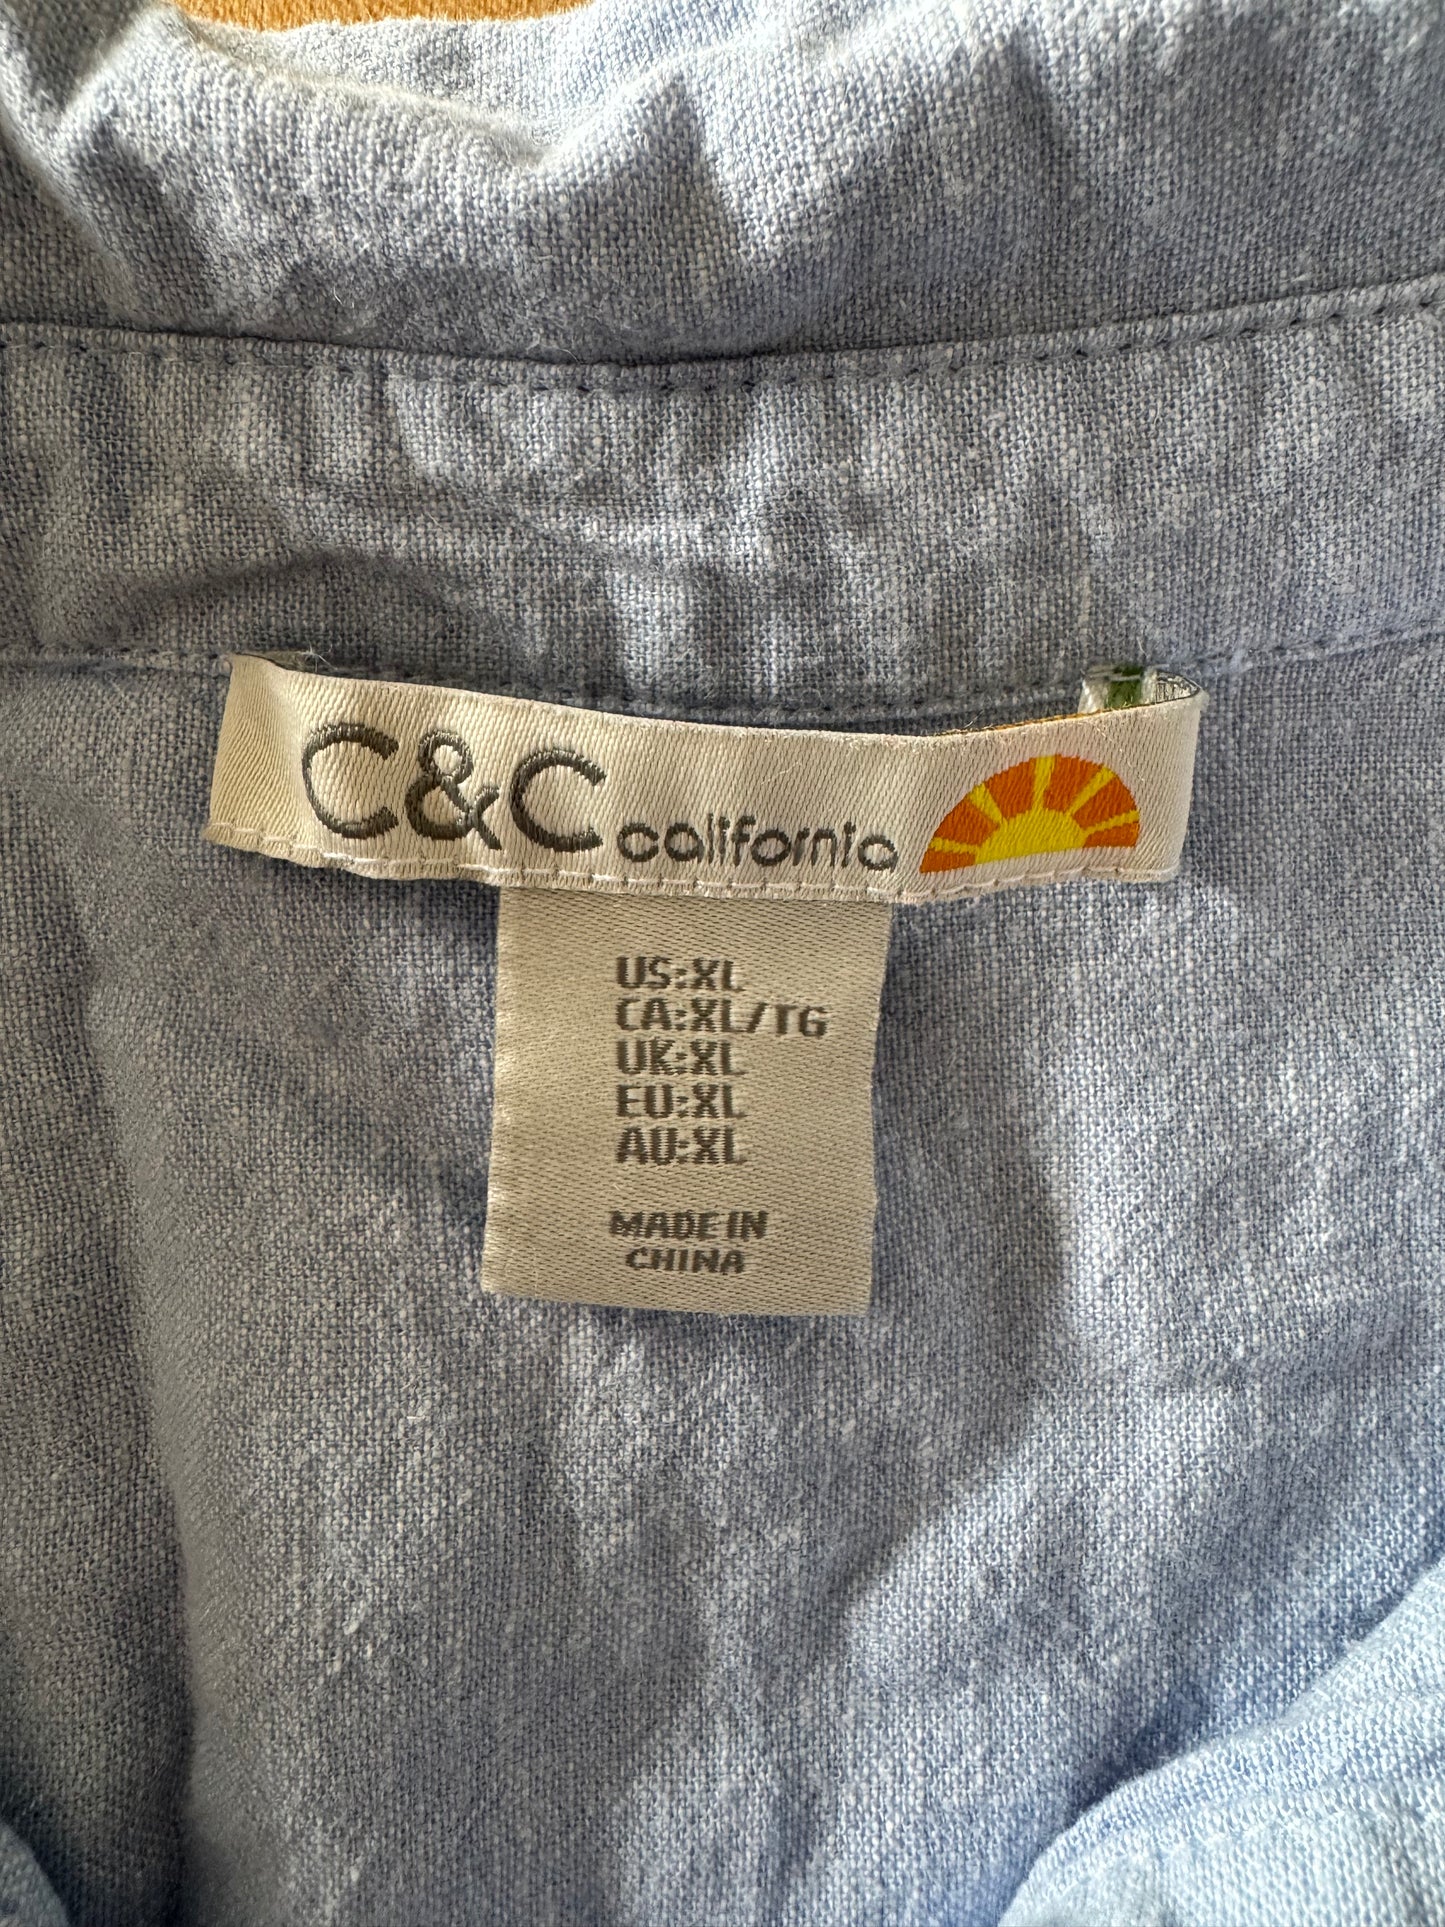 C&C california
US:XL
CA:XL/TG
UK:XL
EU:XL
AU:XL
MADE IN
CHINA